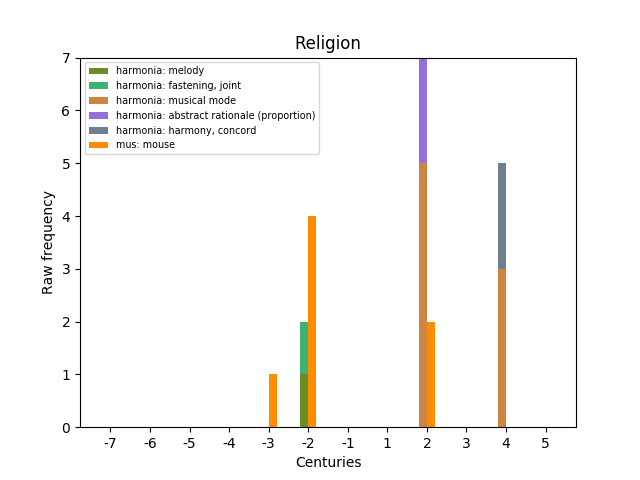 Religion
harmonia: melody
harmonia: fastening, joint
harmonia: musical mode
harmonia: abstract rationale (proportion)
harmonia: harmony, concord
mus: mouse
Raw frequency
7
6
5
4
3
2
1
0
-7 -6 -5 -4 -3 -2 -1 1 2 3 4 5
Centuries